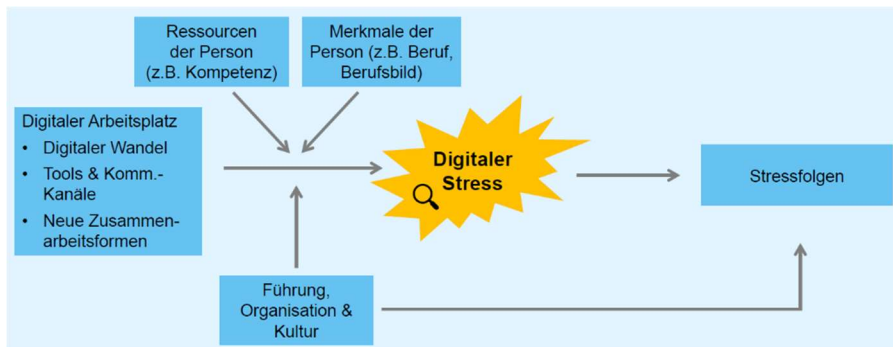 Ressourcen
der Person
(z.B. Kompetenz)
Merkmale der
Person (z.B. Beruf,
Berufsbild)
Digitaler Arbeitsplatz
• Digitaler Wandel
• Tools & Komm.-
Kanäle
• Neue Zusammen-
arbeitsformen
Digitaler
Stress
Stressfolgen
Führung,
Organisation &
Kultur